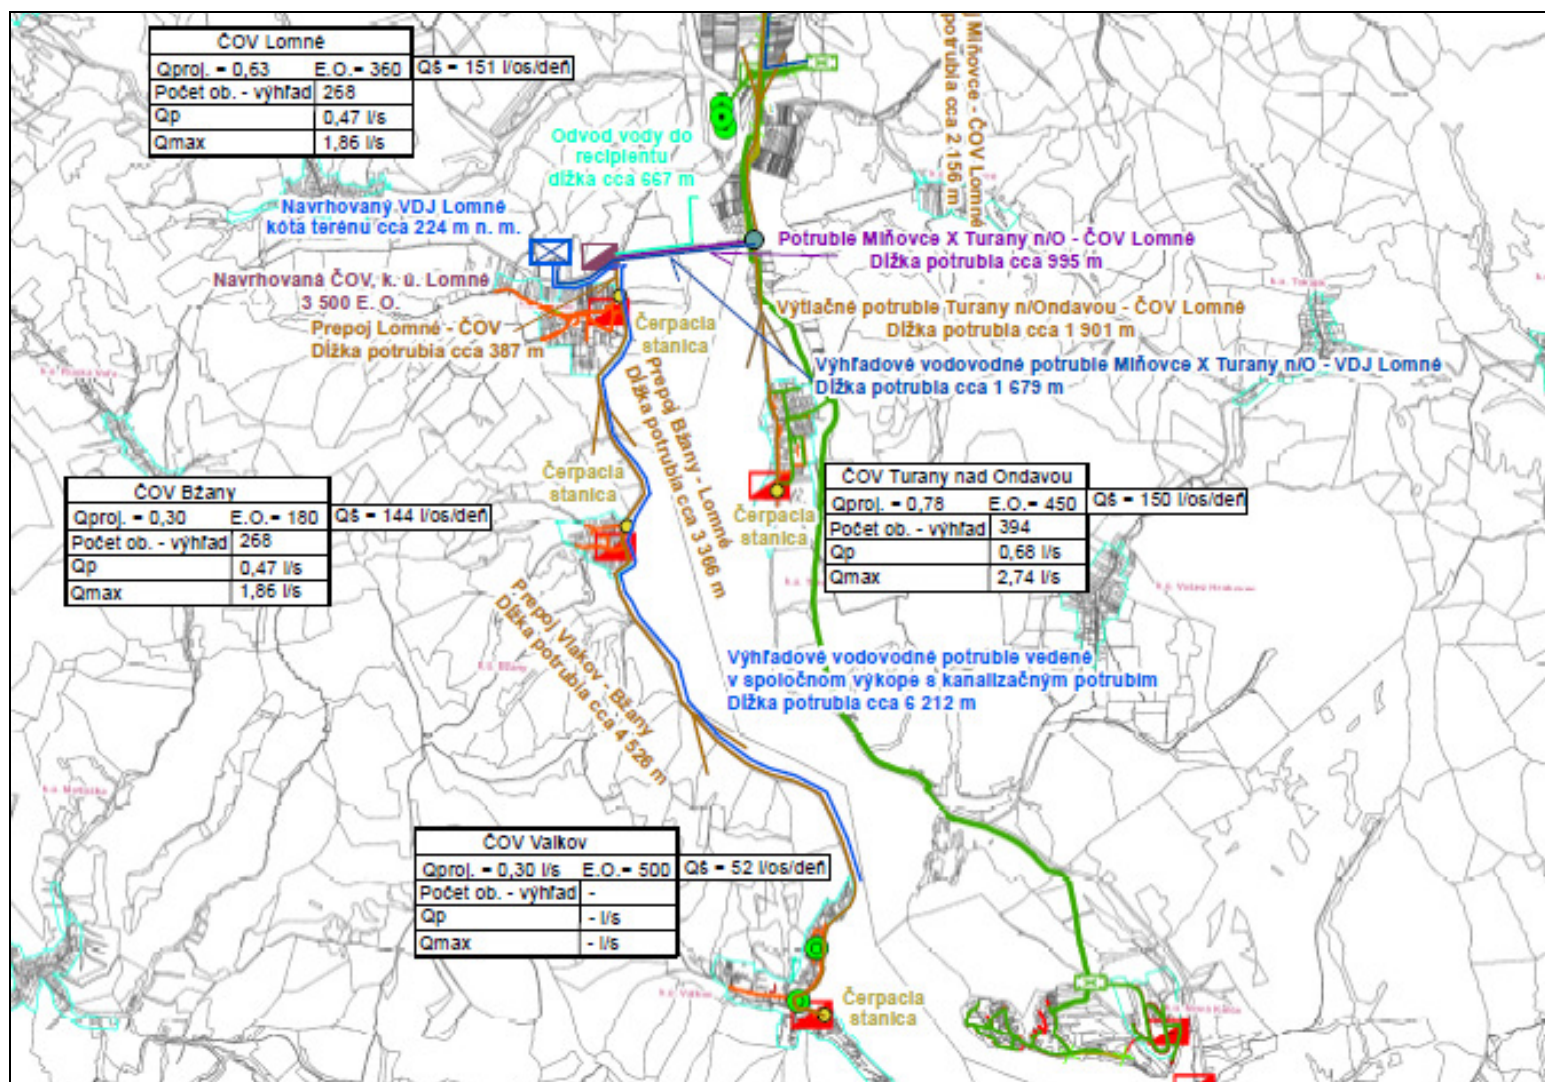 ČOV Lomné
Qproj. = 0,63 E.O.= 360 Qš = 151 l/os/deň
Počet ob. - výhľad 268
Qp 0,47 l/s
Qmax 1,86 l/s
Miňovce - ČOV Lomné
potrubia cca 2 156 m
Odvod vody do
recipientu
dĺžka cca 667 m
Navrhovaný VDJ Lomné
kóta terénu cca 224 m n. m.
Potrubie Miňovce X Turany n/O - ČOV Lomné
Dĺžka potrubia cca 995 m
Navrhovaná ČOV, k. ú. Lomné
3 500 E. O.
Výtlačné potrubie Turany n/Ondavou - ČOV Lomné
Dĺžka potrubia cca 1 901 m
Prepoj Lomné - ČOV
Dĺžka potrubia cca 387 m
Čerpacia
stanica
Výhľadové vodovodné potrubie Miňovce X Turany n/O - VDJ Lomné
Dĺžka potrubia cca 1 679 m
Prepoj Bžany - Lomné
Dĺžka potrubia cca 3 366 m
Čerpacia
stanica
ČOV Bžany
Qproj. = 0,30 E.O.= 180 Qš = 144 l/os/deň
Počet ob. - výhľad 268
Qp 0,47 l/s
Qmax 1,86 l/s
Čerpacia
stanica
ČOV Turany nad Ondavou
Qproj. = 0,78 E.O.= 450 Qš = 150 l/os/deň
Počet ob. - výhľad 394
Qp 0,68 l/s
Qmax 2,74 l/s
Prepoj Vlakov - Bžany
Dĺžka potrubia cca 4 526 m
k.ú. Bžany
Výhľadové vodovodné potrubie vedené
v spoločnom výkope s kanalizačným potrubím
Dĺžka potrubia cca 6 212 m
ČOV Valkov
Qproj. = 0,30 l/s E.O.= 500 Qš = 52 l/os/deň
Počet ob. - výhľad -
Qp - l/s
Qmax - l/s
Čerpacia
stanica